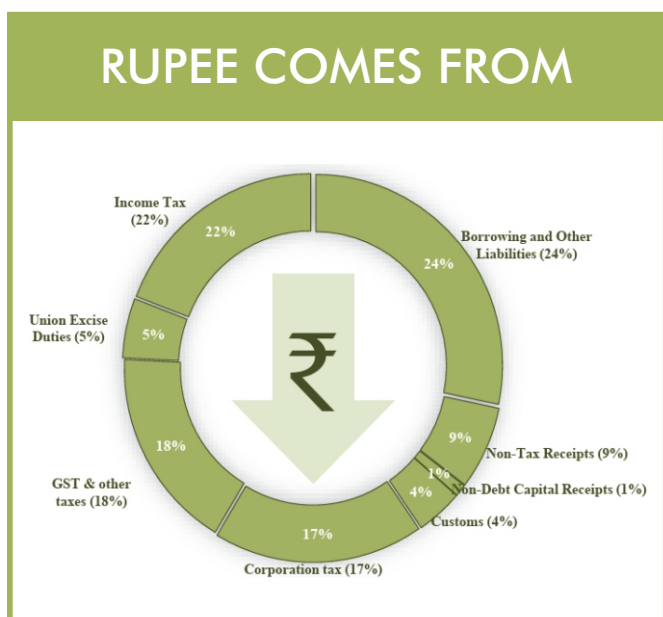 RUPEE COMES FROM
Income Tax
(22%)
22%
Borrowing and Other
Liabilities (24%)
24%
Union Excise
Duties (5%)
5%
₹
9%
Non-Tax Receipts (9%)
1%
Non-Debt Capital Receipts (1%)
4%
Customs (4%)
18%
GST & other
taxes (18%)
17%
Corporation tax (17%)